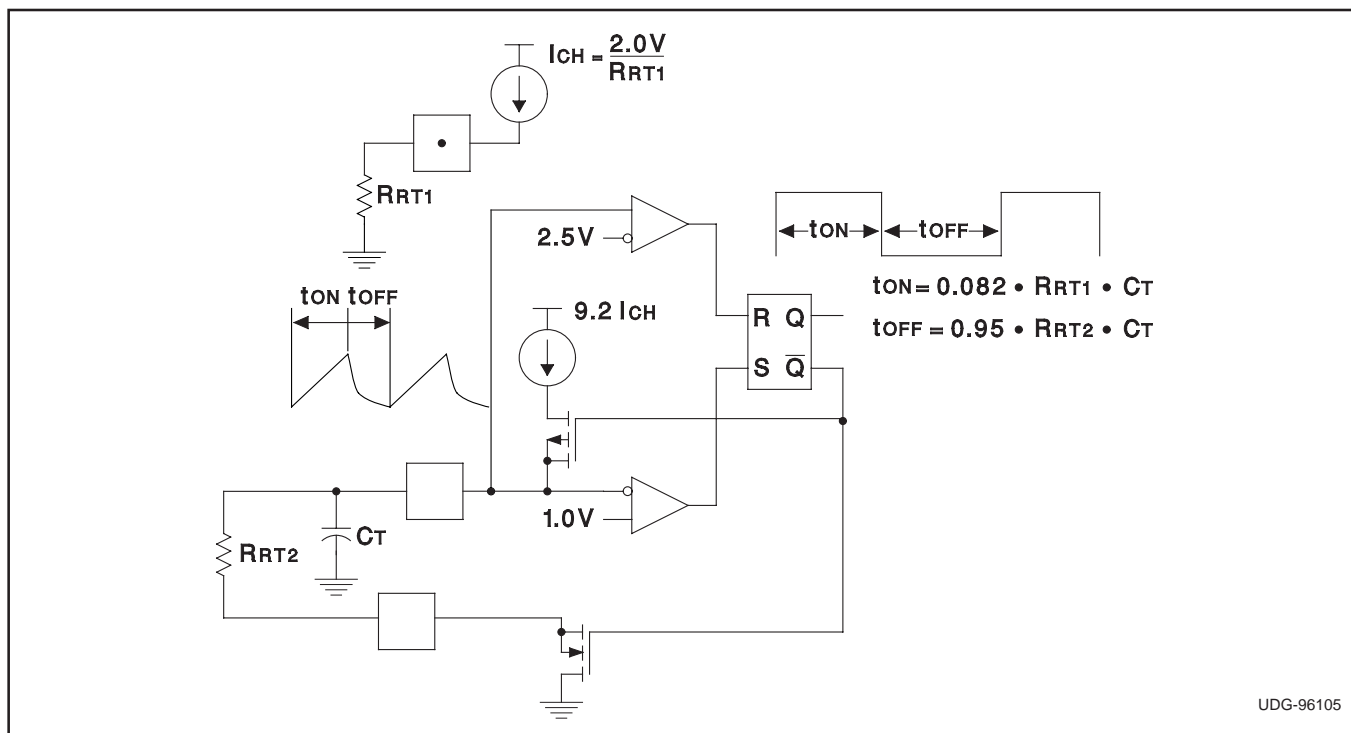 ICH = 2.0V / RRT1
RRT1
2.5V
tON
tOFF
tON = 0.082 • RRT1 • CT
tOFF = 0.95 • RRT2 • CT
tON tOFF
9.2 ICH
R Q
S Q̅
1.0V
CT
RRT2
UDG-96105